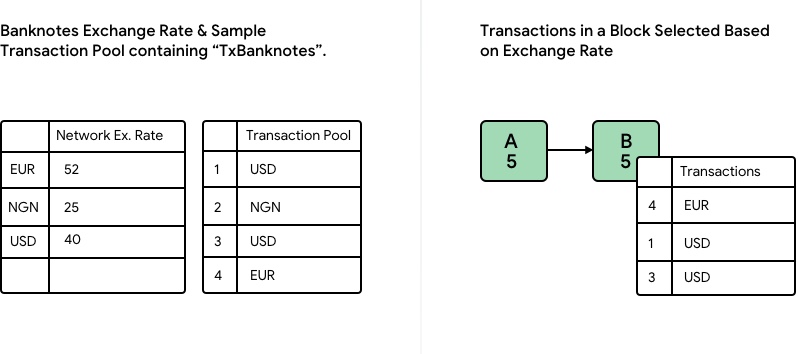 Banknotes Exchange Rate & Sample
Transaction Pool containing “TxBanknotes”.
Network Ex. Rate
EUR 52
NGN 25
USD 40
Transaction Pool
1 USD
2 NGN
3 USD
4 EUR
Transactions in a Block Selected Based
on Exchange Rate
A
5
B
5
Transactions
4 EUR
1 USD
3 USD